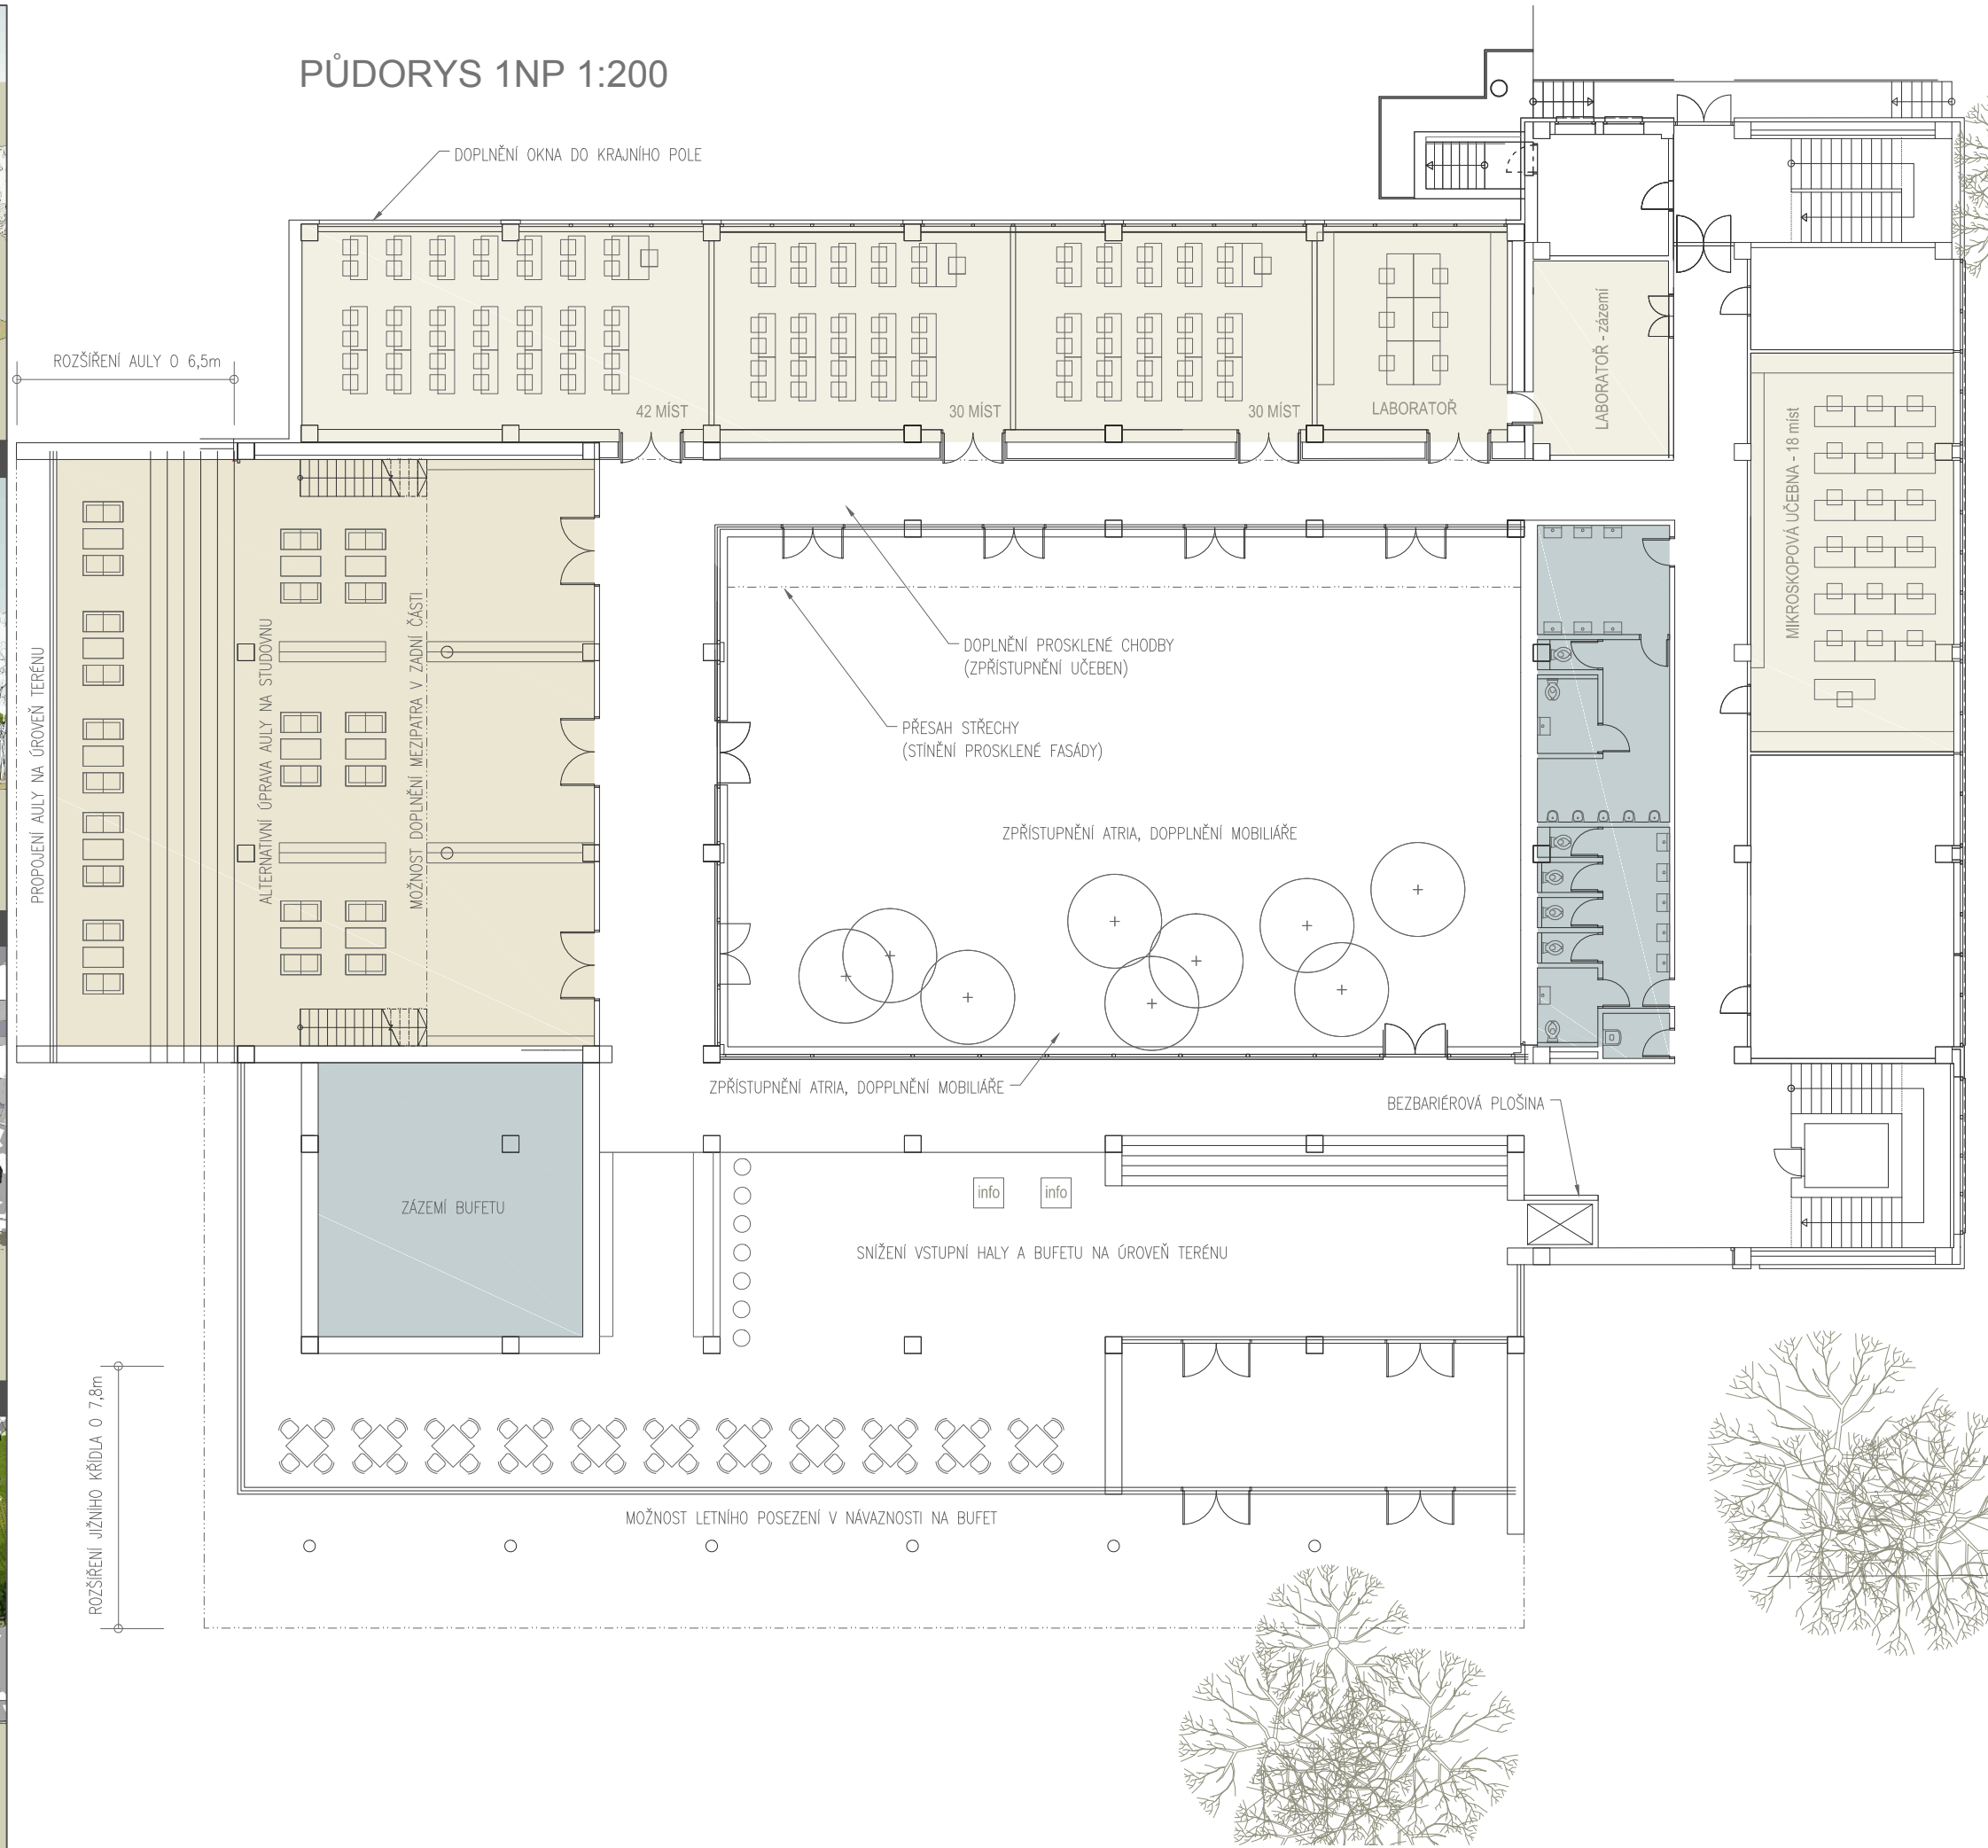 PŮDORYS 1NP 1:200
DOPLNĚNÍ OKNA DO KRAJNÍHO POLE
ROZŠÍŘENÍ AULY O 6,5m
42 MÍST
30 MÍST
30 MÍST
LABORATOŘ
LABORATOŘ - zázemí
MIKROSKOPOVÁ UČEBNA - 18 míst
PROPOJENÍ AULY NA ÚROVEŇ TERÉNU
ALTERNATIVNÍ ÚPRAVA AULY NA STUDOVNU
MOŽNOST DOPLNĚNÍ MEZIPATRA V ZADNÍ ČÁSTI
DOPLNĚNÍ PROSKLENÉ CHODBY
(ZPŘÍSTUPNĚNÍ UČEBEN)
PŘESAH STŘECHY
(STÍNĚNÍ PROSKLENÉ FASÁDY)
ZPŘÍSTUPNĚNÍ ATRIA, DOPPLNĚNÍ MOBILIÁŘE
ZPŘÍSTUPNĚNÍ ATRIA, DOPPLNĚNÍ MOBILIÁŘE
BEZBARIÉROVÁ PLOŠINA
ZÁZEMÍ BUFETU
info
info
SNÍŽENÍ VSTUPNÍ HALY A BUFETU NA ÚROVEŇ TERÉNU
ROZŠÍŘENÍ JIŽNÍHO KŘÍDLA O 7,8m
MOŽNOST LETNÍHO POSEZENÍ V NÁVAZNOSTI NA BUFET